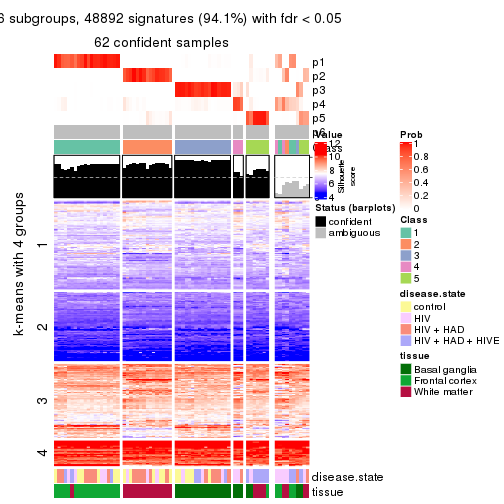 6 subgroups, 48892 signatures (94.1%) with fdr < 0.05
62 confident samples
p1
p2
p3
p4
p5
Value
12
10
8
6
4
Class
Silhouette
score
Status (barplots)
confident
ambiguous
Prob
1
0.8
0.6
0.4
0.2
0
Class
1
2
3
4
5
disease.state
control
HIV
HIV + HAD
HIV + HAD + HIVE
tissue
Basal ganglia
Frontal cortex
White matter
k-means with 4 groups
1
2
3
4
disease.state
tissue